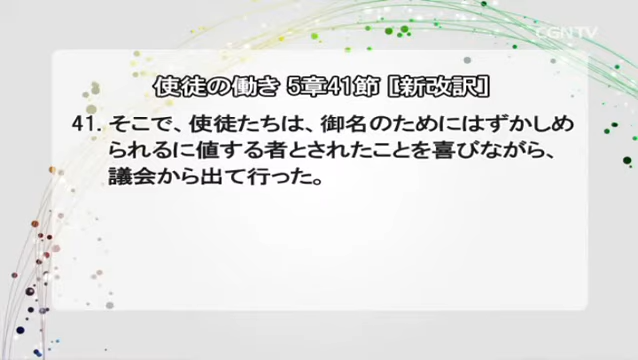 CGNTV
使徒の働き 5章41節 [新改訳]
41. そこで、使徒たちは、御名のためにはずかしめ
られるに値する者とされたことを喜びながら、
議会から出て行った。